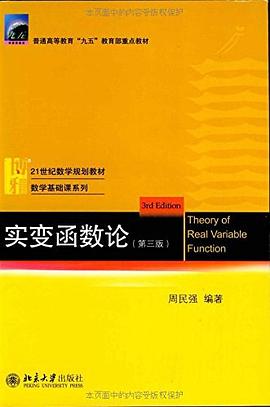 本页面中的内容受版权保护
普通高等教育“九五”教育部重点教材
博雅
21世纪数学规划教材
数学基础课系列
3rd Edition
实变函数论（第三版）
Theory of
Real Variable
Function
周民强 编著
北京大学出版社
本页面中的内容受版权保护